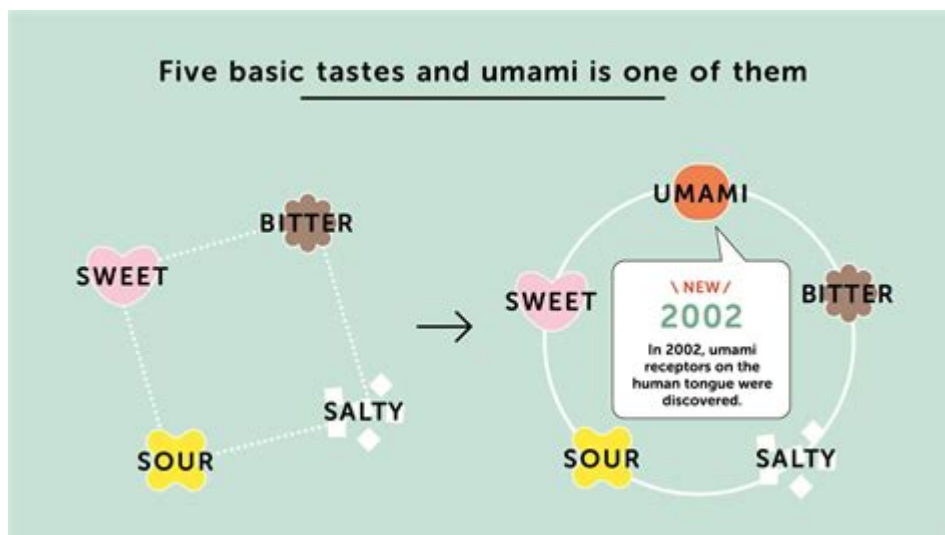 Five basic tastes and umami is one of them
BITTER
SWEET
SALTY
SOUR
UMAMI
SWEET
BITTER
\ NEW /
2002
In 2002, umami
receptors on the
human tongue were
discovered.
SOUR
SALTY